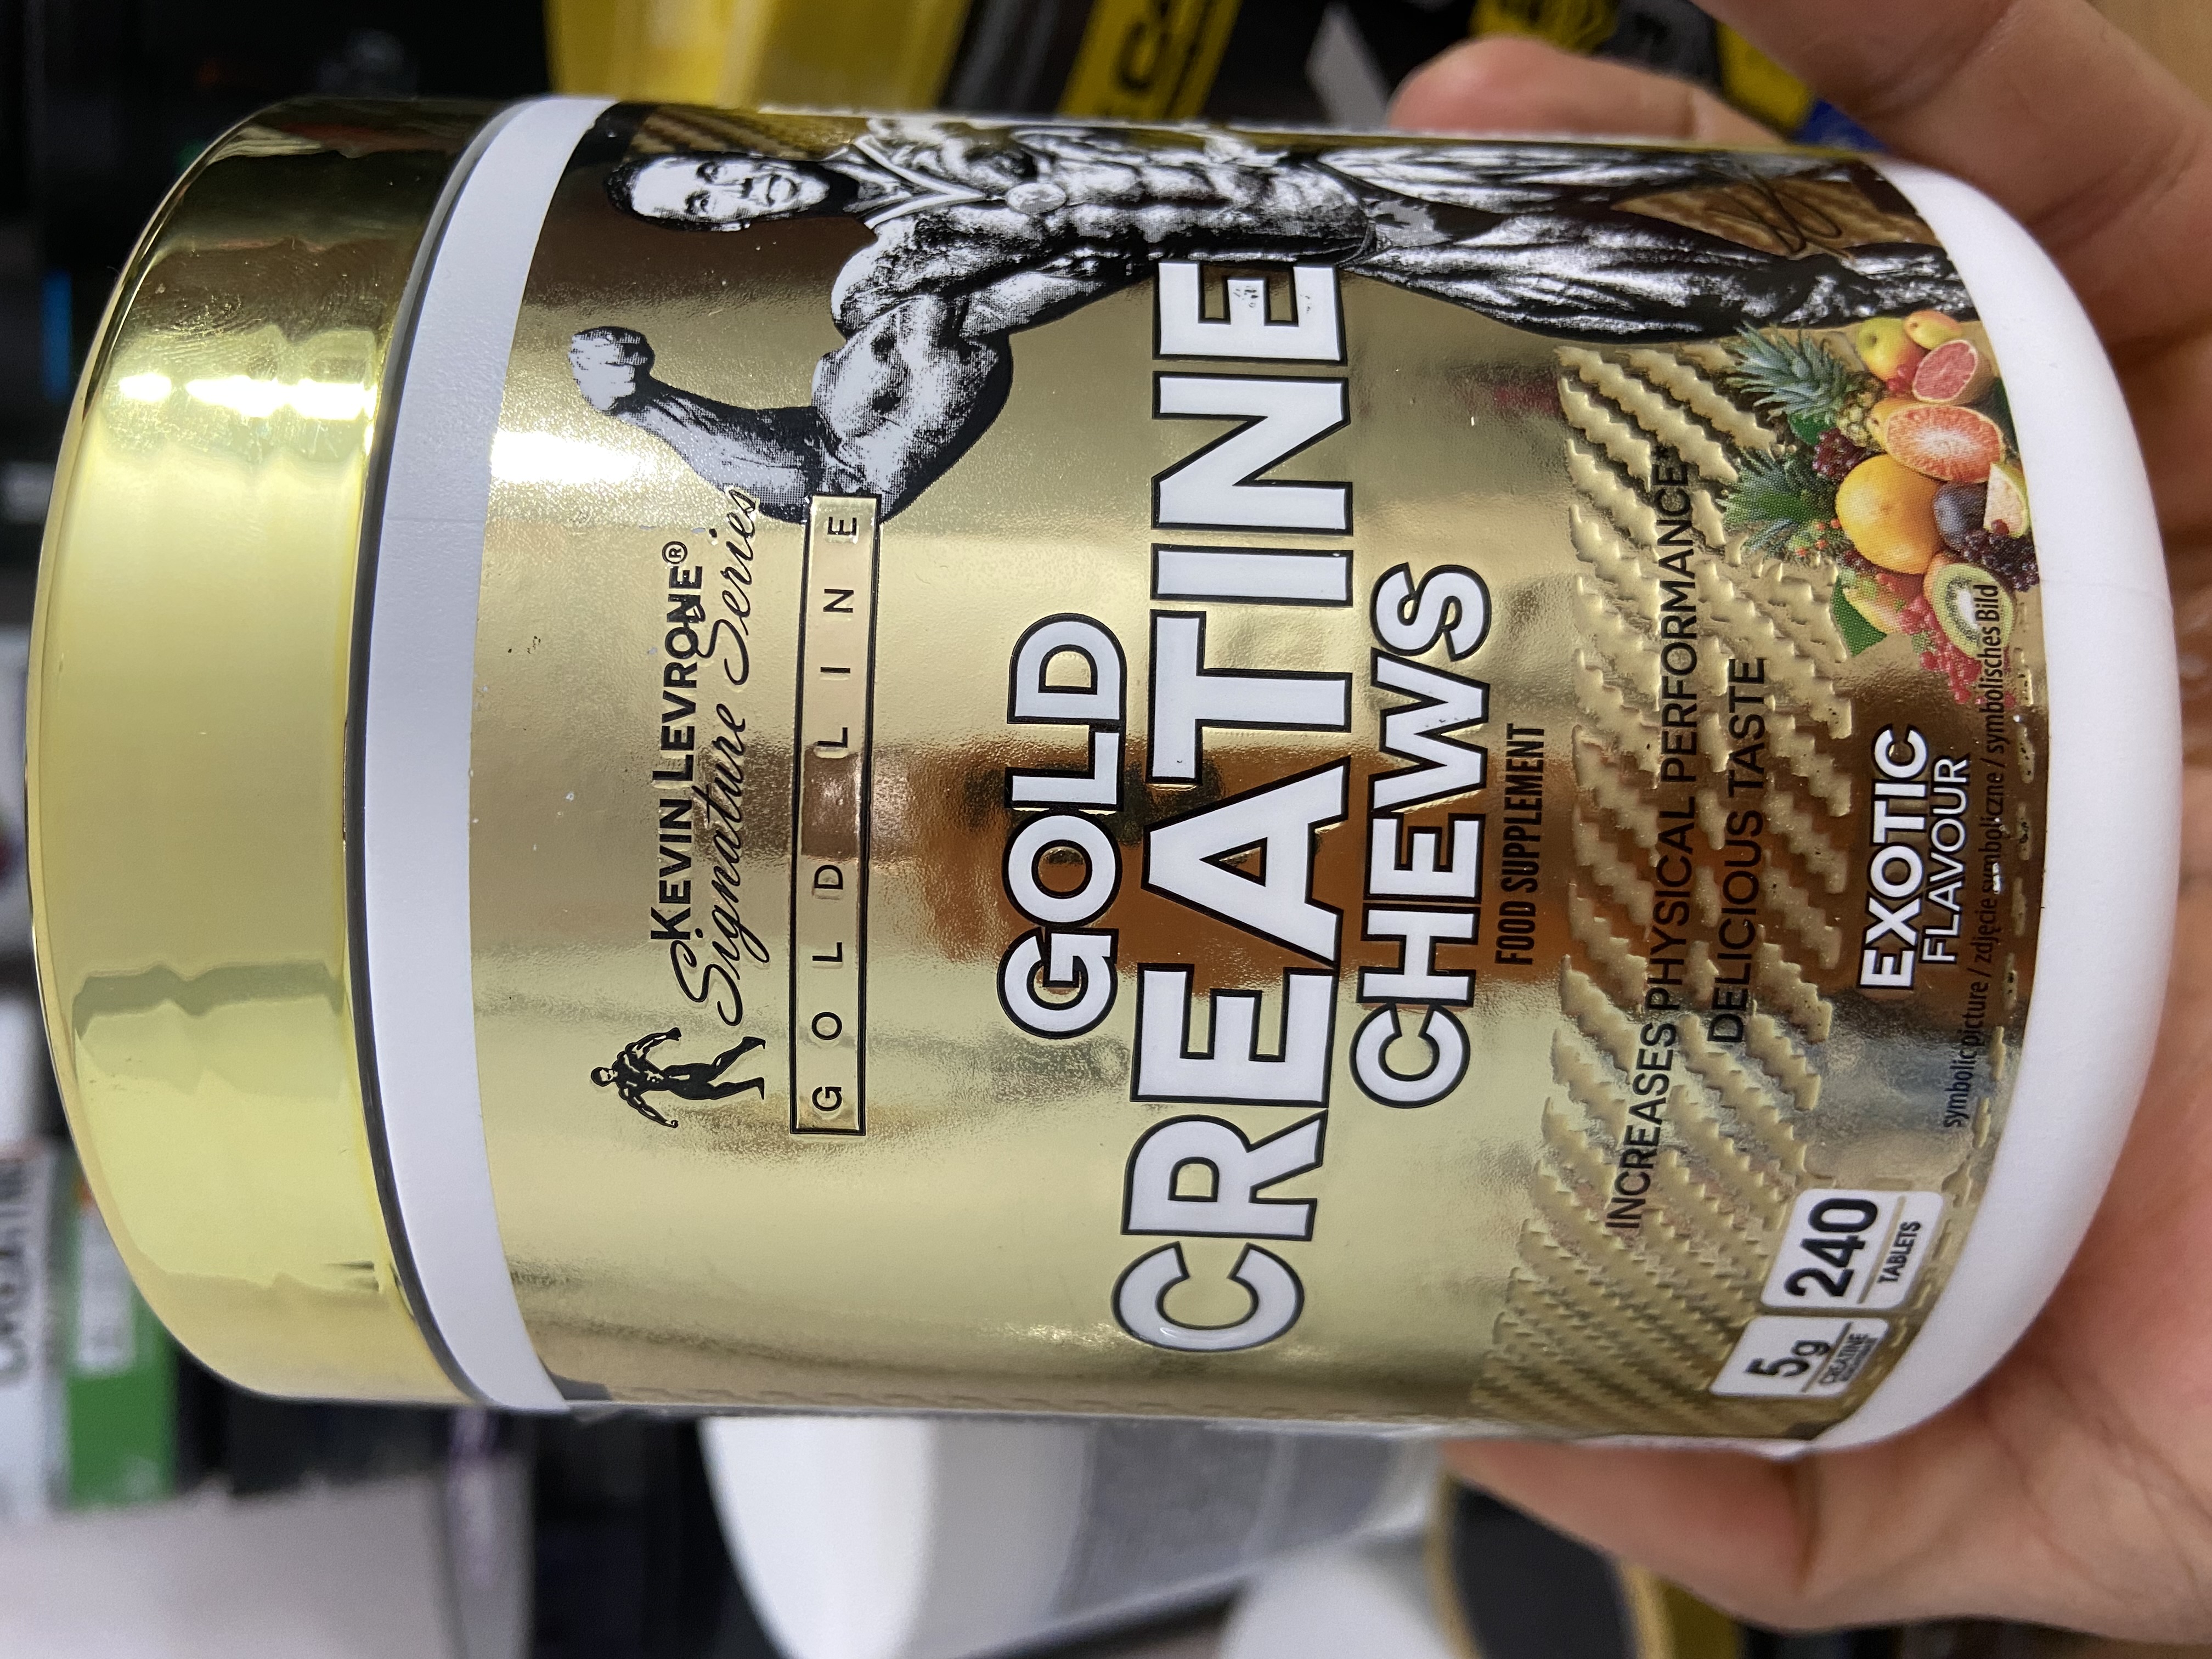 KEVIN LEVRONE®
Signature Series
GOLD LINE
GOLD
CREATINE
CHEWS
FOOD SUPPLEMENT
INCREASES PHYSICAL PERFORMANCE*
DELICIOUS TASTE
EXOTIC
FLAVOUR
symbolic picture / zdjęcie symboliczne / symbolisches Bild
5g
CREATINE
240
TABLETS